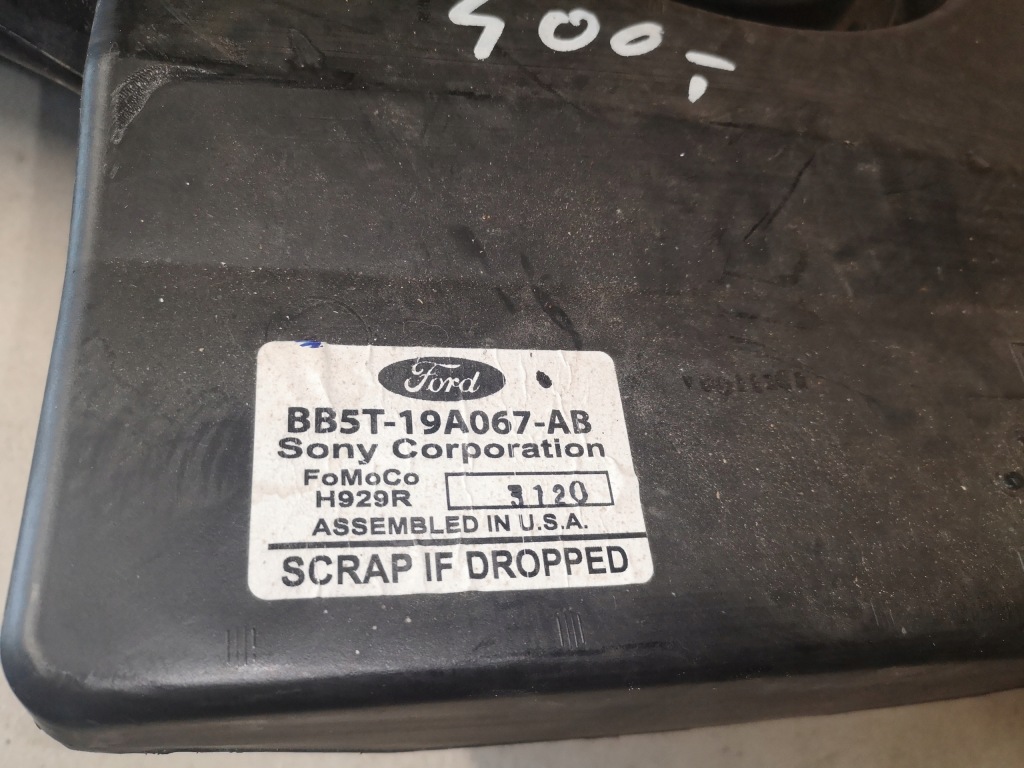 400,-
Ford
BB5T-19A067-AB
Sony Corporation
FoMoCo
H929R
3120
ASSEMBLED IN U.S.A.
SCRAP IF DROPPED